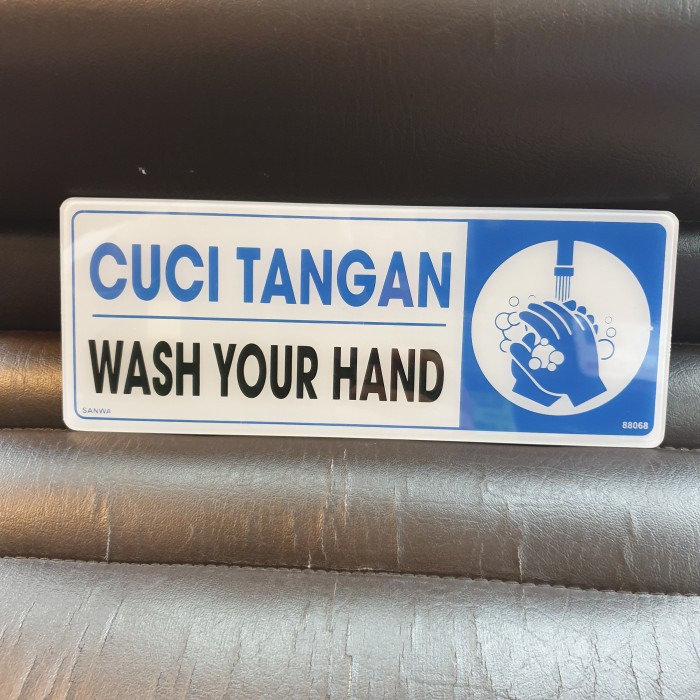 CUCI TANGAN
WASH YOUR HAND
SANWA
88068